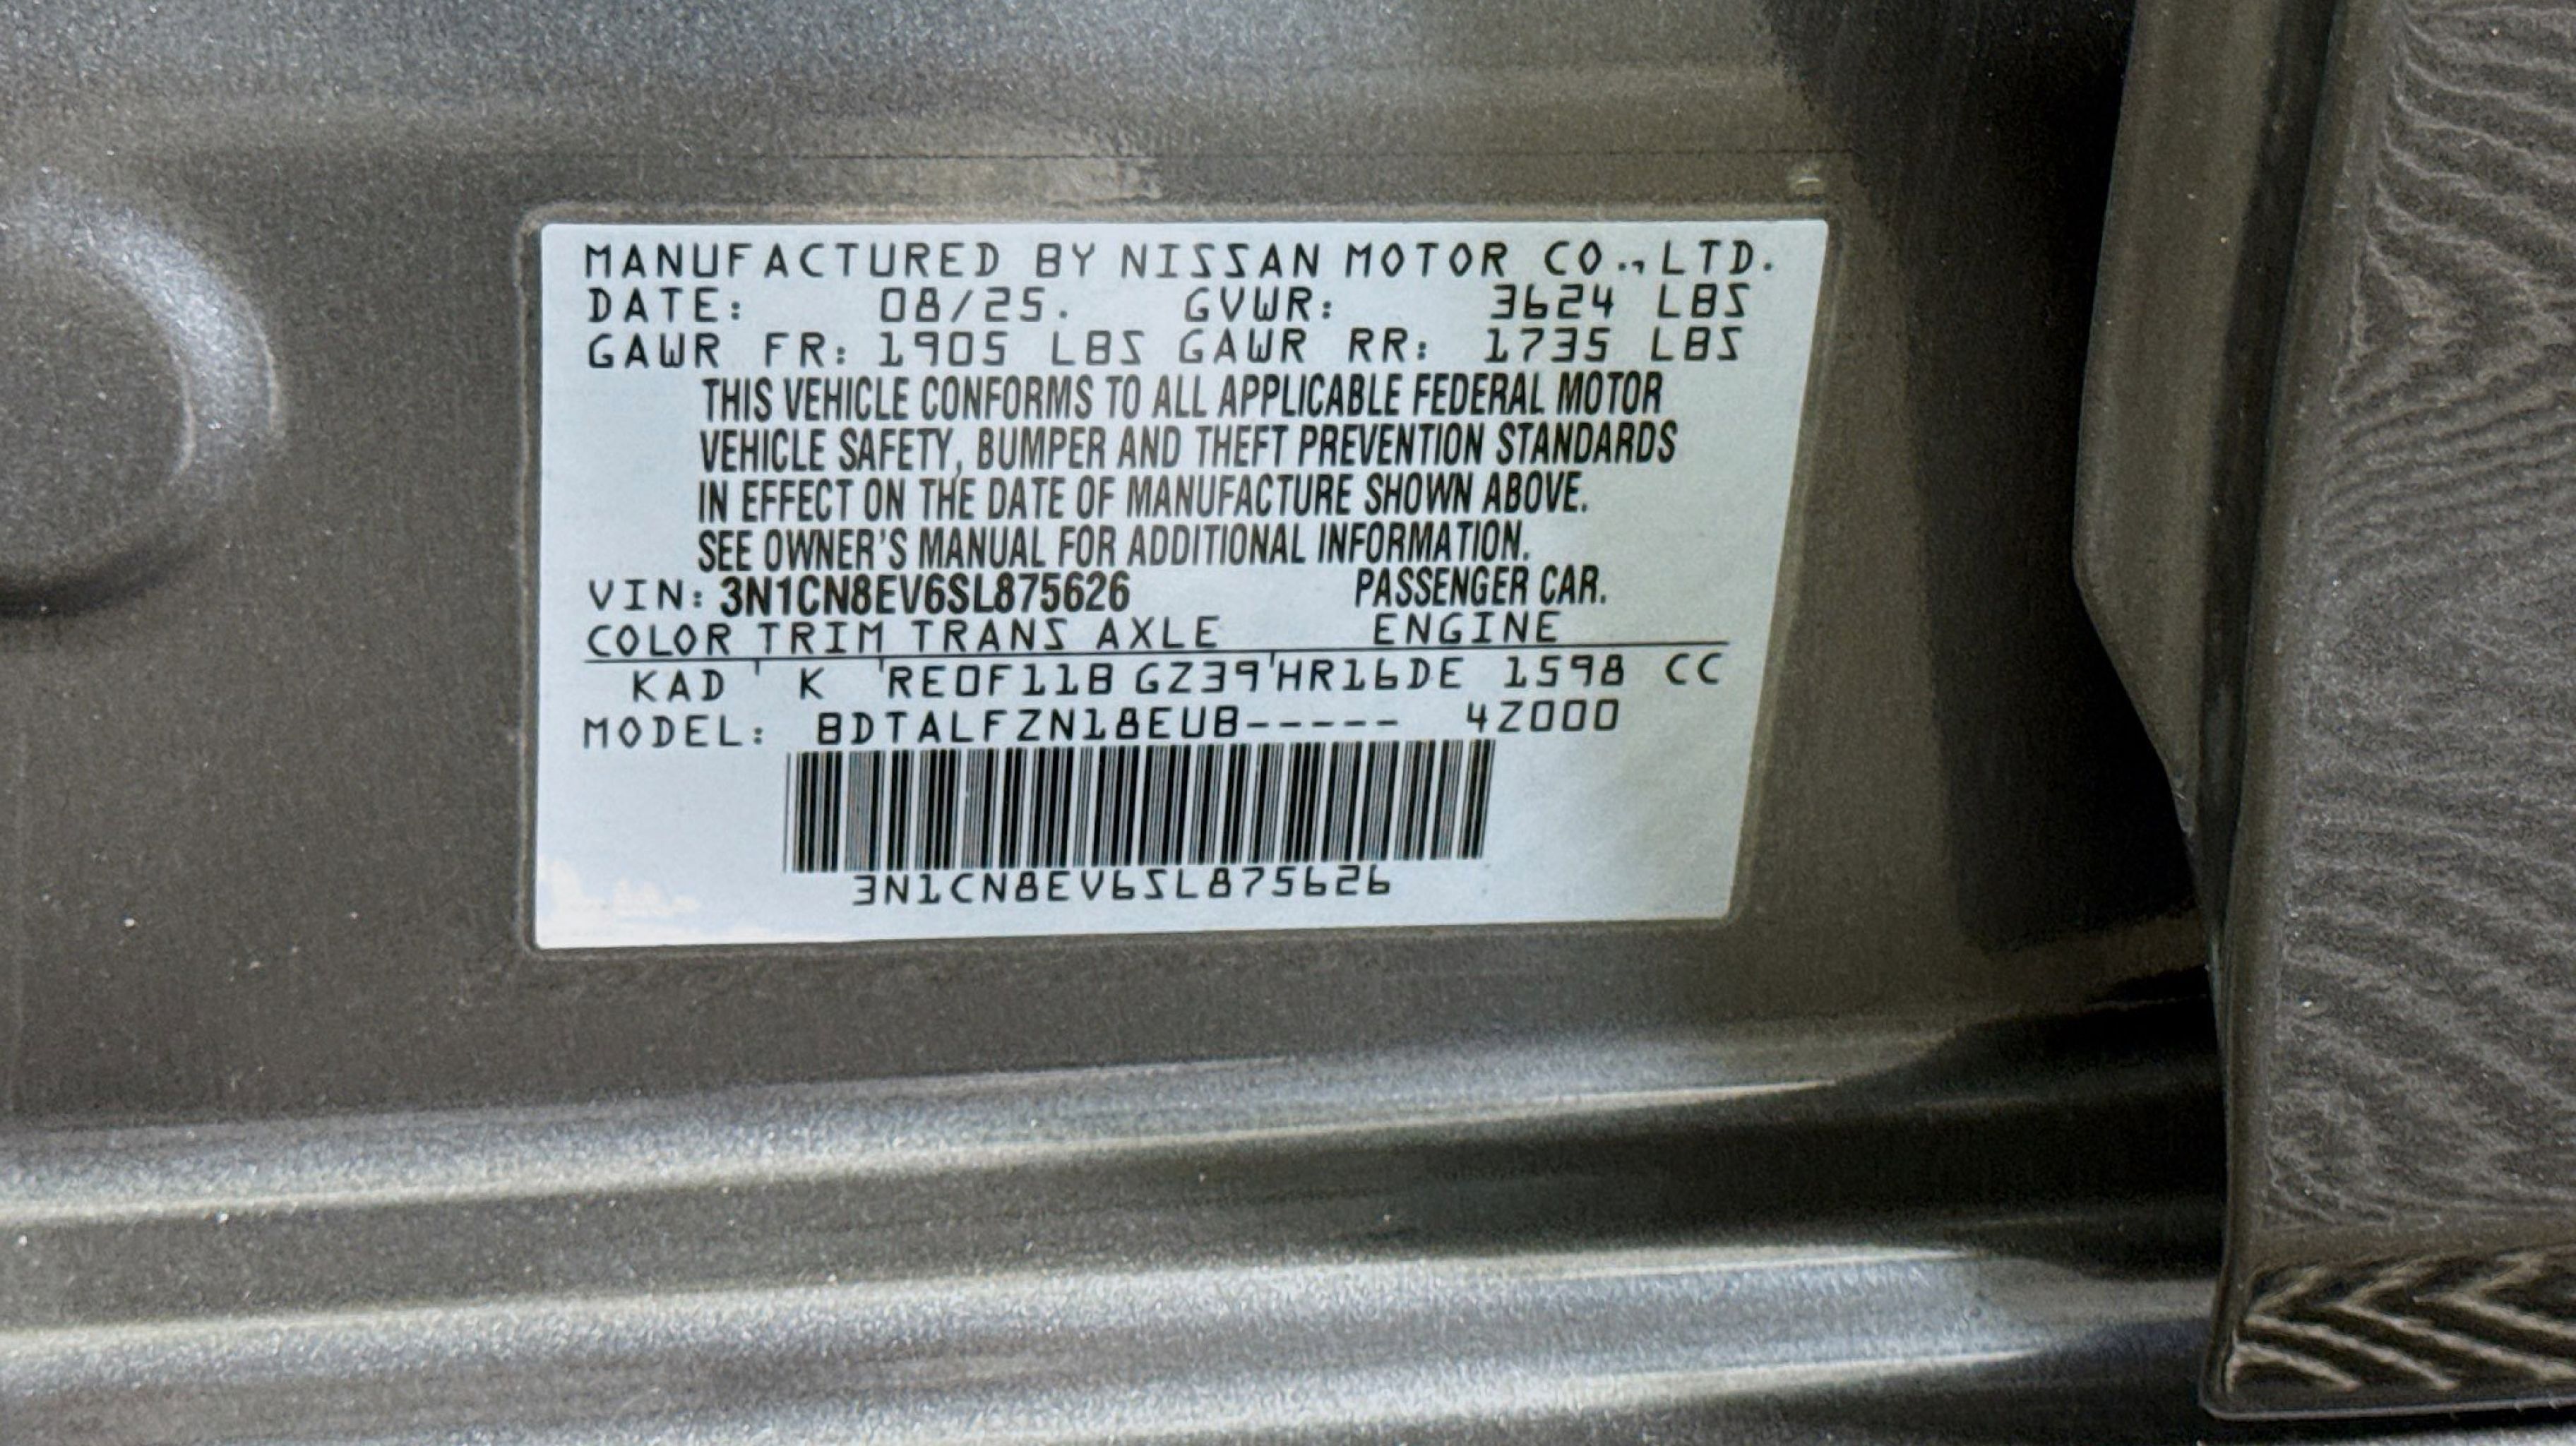 MANUFACTURED BY NISSAN MOTOR CO., LTD.
DATE: 08/25. GVWR: 3624 LBS
GAWR FR: 1905 LBS GAWR RR: 1735 LBS
THIS VEHICLE CONFORMS TO ALL APPLICABLE FEDERAL MOTOR
VEHICLE SAFETY, BUMPER AND THEFT PREVENTION STANDARDS
IN EFFECT ON THE DATE OF MANUFACTURE SHOWN ABOVE.
SEE OWNER'S MANUAL FOR ADDITIONAL INFORMATION.
VIN: 3N1CN8EV6SL875626 PASSENGER CAR.
COLOR TRIM TRANS AXLE ENGINE
KAD ' K 'RE0F11B GZ39'HR16DE 1598 CC
MODEL: BDTALFZN18EUB----- 4Z000
3N1CN8EV6SL875626